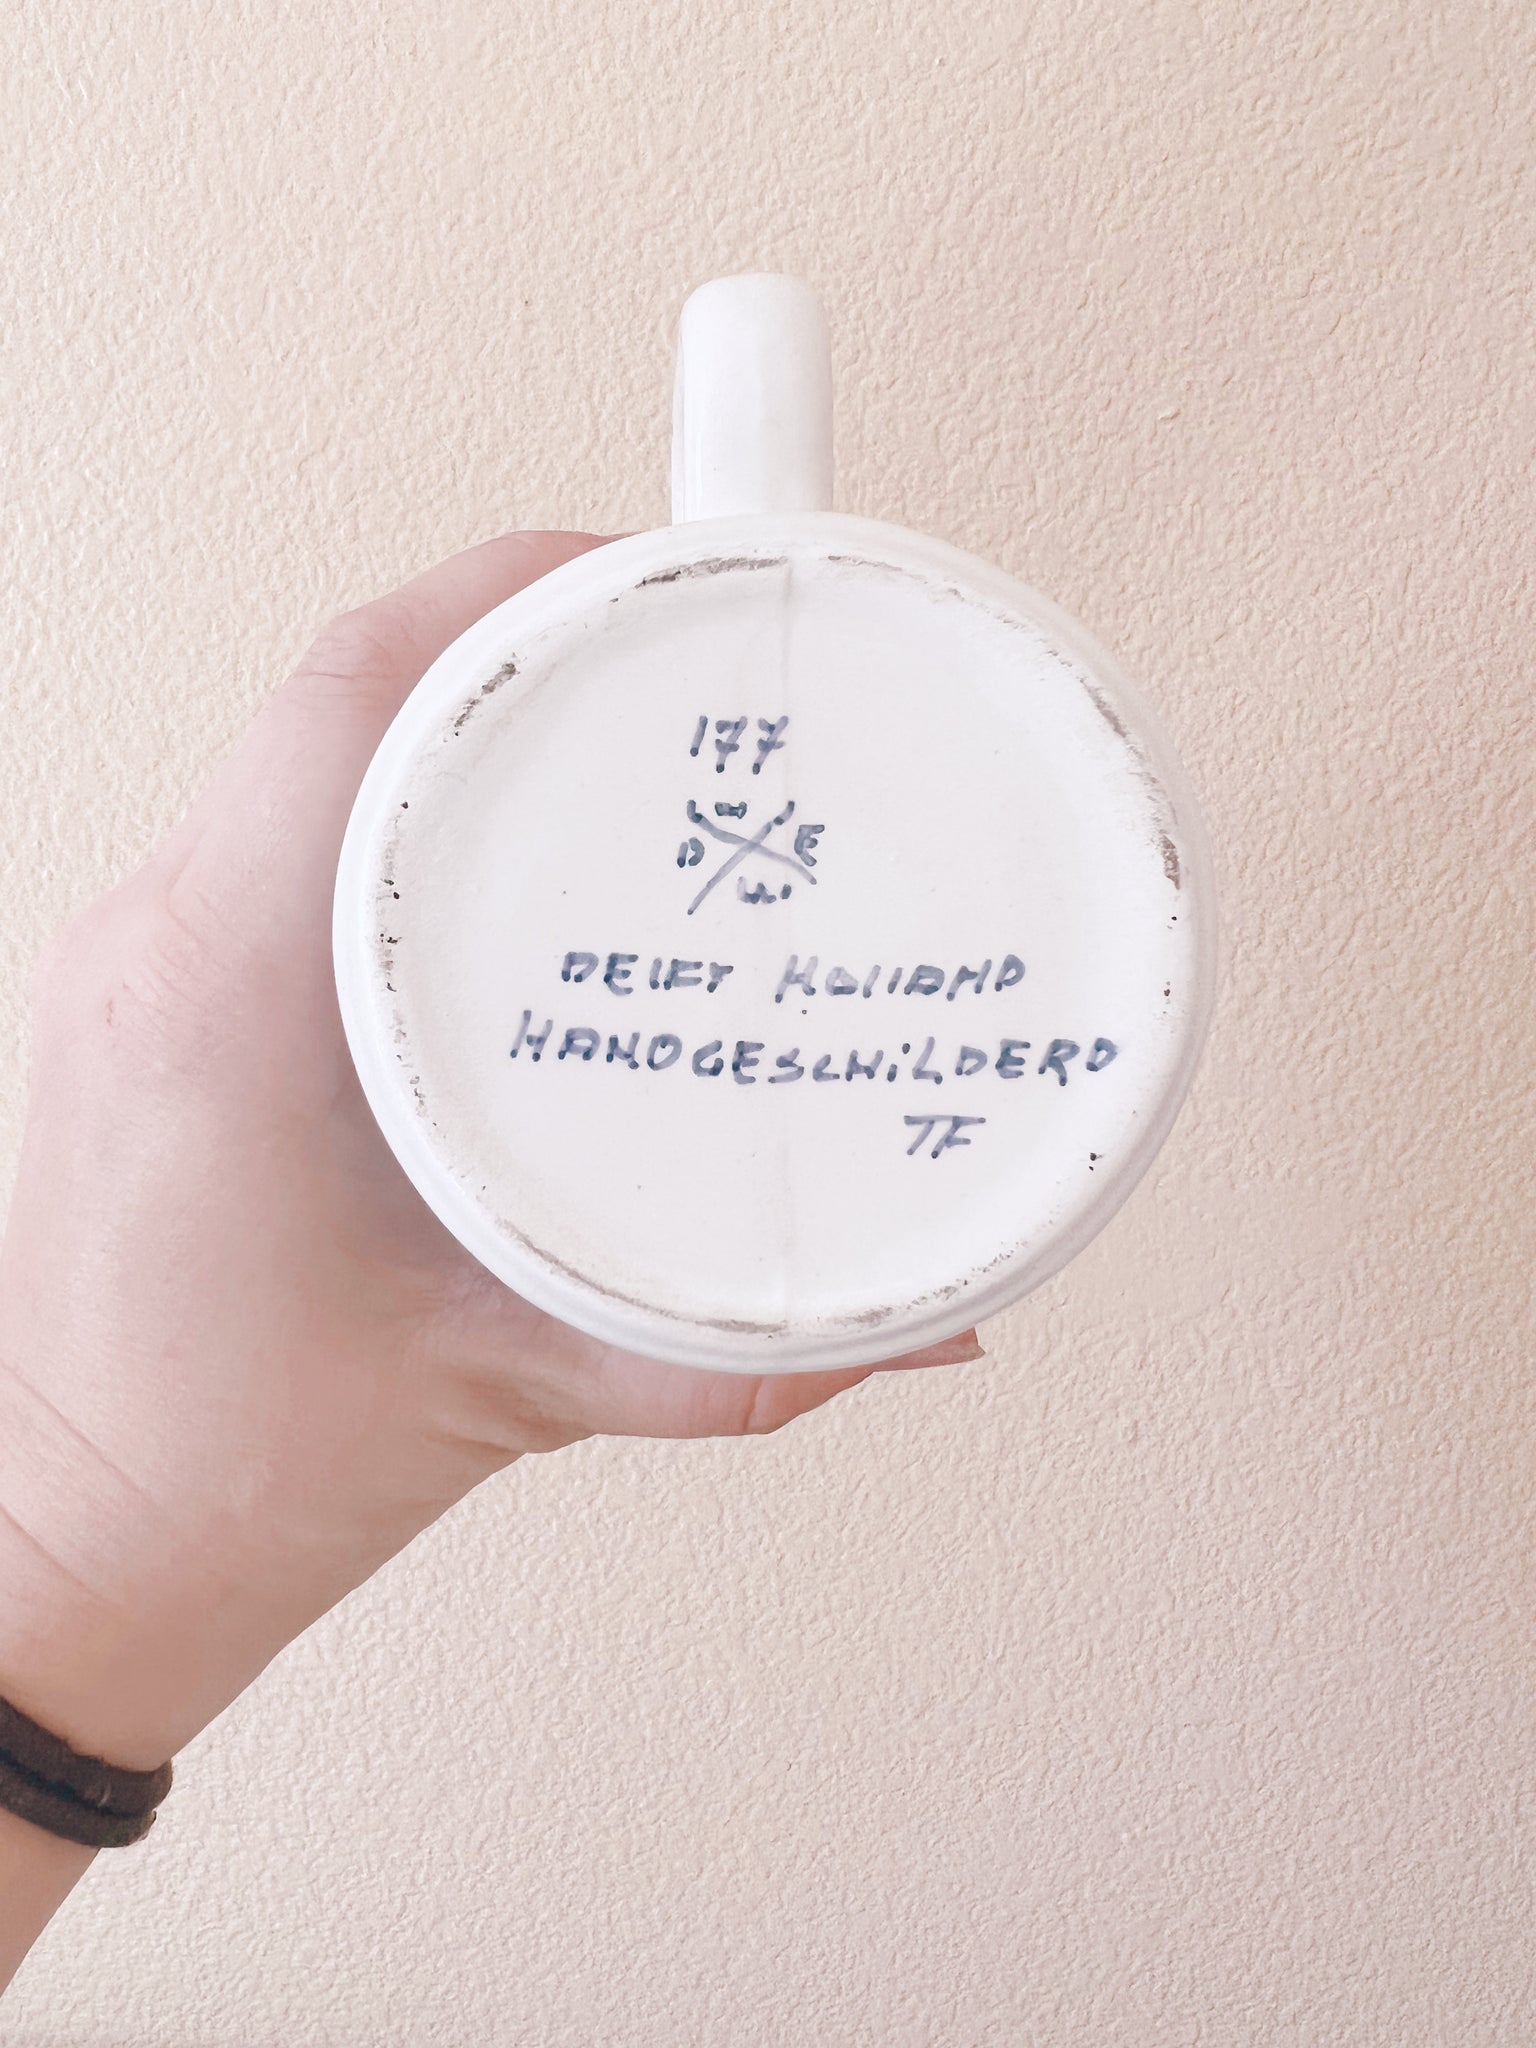 177
H
D E
DELFT HOLLAND
HANDGESCHILDERD
TF